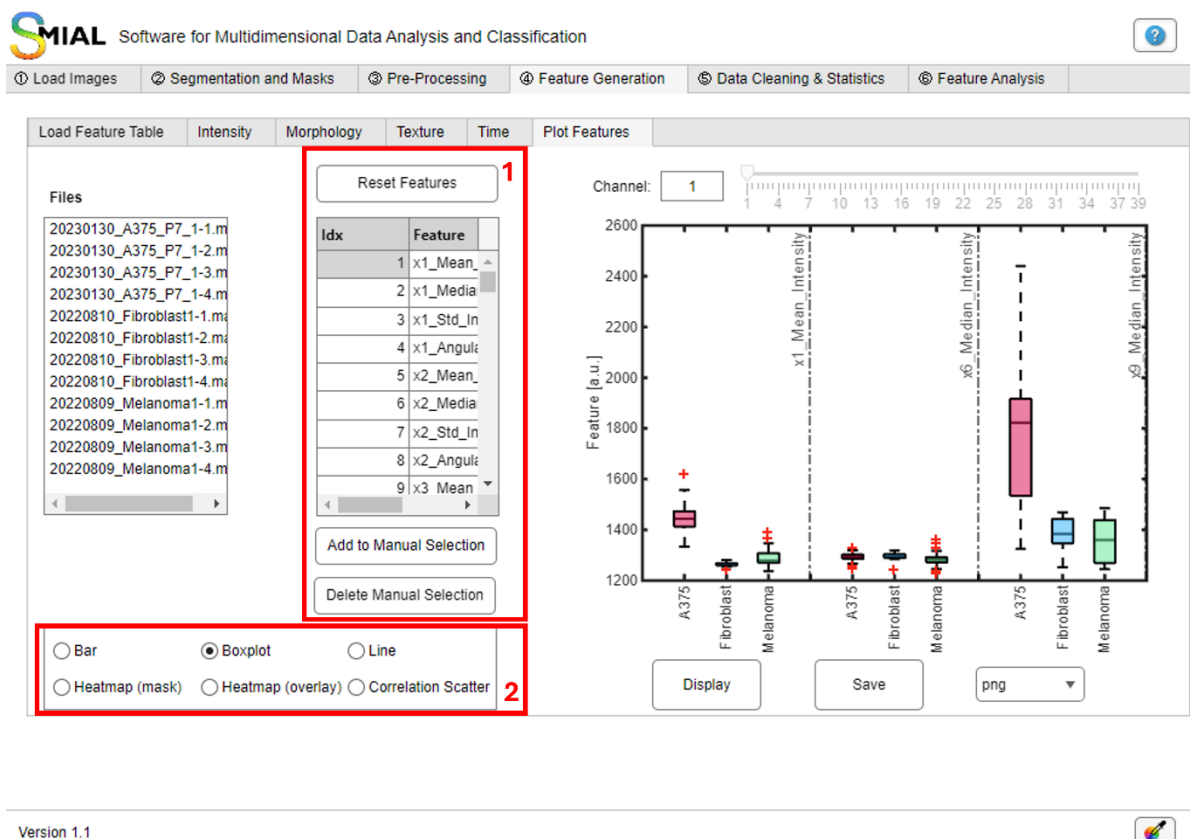 SMIAL Software for Multidimensional Data Analysis and Classification
① Load Images ② Segmentation and Masks ③ Pre-Processing ④ Feature Generation ⑤ Data Cleaning & Statistics ⑥ Feature Analysis
Load Feature Table Intensity Morphology Texture Time Plot Features
Files
20230130_A375_P7_1-1.m
20230130_A375_P7_1-2.m
20230130_A375_P7_1-3.m
20230130_A375_P7_1-4.m
20220810_Fibroblast1-1.ma
20220810_Fibroblast1-2.ma
20220810_Fibroblast1-3.ma
20220810_Fibroblast1-4.ma
20220809_Melanoma1-1.m
20220809_Melanoma1-2.m
20220809_Melanoma1-3.m
20220809_Melanoma1-4.m
1
Reset Features
Idx Feature
1 x1_Mean_
2 x1_Media
3 x1_Std_In
4 x1_Angula
5 x2_Mean_
6 x2_Media
7 x2_Std_In
8 x2_Angula
9 x3_Mean
Add to Manual Selection
Delete Manual Selection
Bar Boxplot Line
Heatmap (mask) Heatmap (overlay) Correlation Scatter
2
Channel: 1
1 4 7 10 13 16 19 22 25 28 31 34 37 39
2600
2400
2200
2000
1800
1600
1400
1200
Feature [a.u.]
x1_Mean_Intensity
x6_Median_Intensity
x9_Median_Intensity
A375
Fibroblast
Melanoma
A375
Fibroblast
Melanoma
A375
Fibroblast
Melanoma
Display Save png
Version 1.1
?